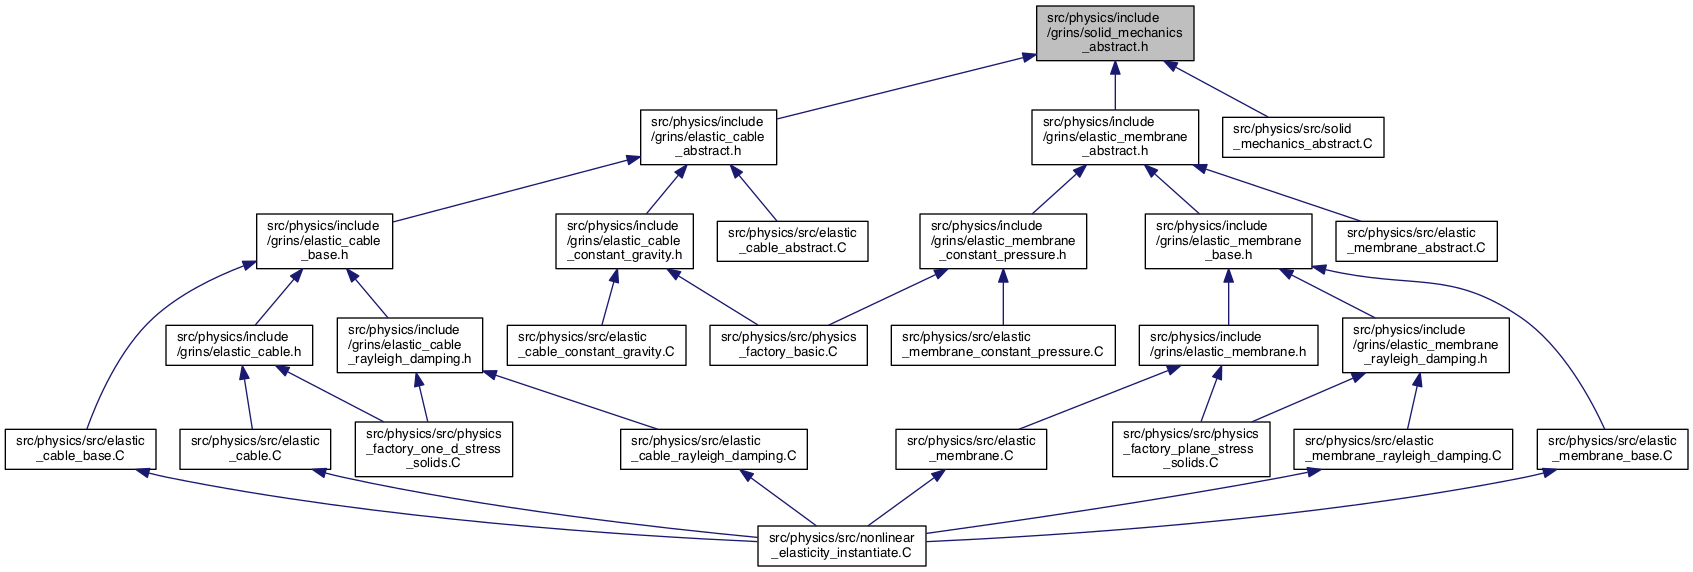 src/physics/include
/grins/solid_mechanics
_abstract.h
src/physics/include
/grins/elastic_cable
_abstract.h
src/physics/include
/grins/elastic_membrane
_abstract.h
src/physics/src/solid
_mechanics_abstract.C
src/physics/include
/grins/elastic_cable
_base.h
src/physics/include
/grins/elastic_cable
_constant_gravity.h
src/physics/src/elastic
_cable_abstract.C
src/physics/include
/grins/elastic_membrane
_constant_pressure.h
src/physics/include
/grins/elastic_membrane
_base.h
src/physics/src/elastic
_membrane_abstract.C
src/physics/include
/grins/elastic_cable.h
src/physics/include
/grins/elastic_cable
_rayleigh_damping.h
src/physics/src/elastic
_cable_constant_gravity.C
src/physics/src/physics
_factory_basic.C
src/physics/src/elastic
_membrane_constant_pressure.C
src/physics/include
/grins/elastic_membrane.h
src/physics/include
/grins/elastic_membrane
_rayleigh_damping.h
src/physics/src/elastic
_cable_base.C
src/physics/src/elastic
_cable.C
src/physics/src/physics
_factory_one_d_stress
_solids.C
src/physics/src/elastic
_cable_rayleigh_damping.C
src/physics/src/elastic
_membrane.C
src/physics/src/physics
_factory_plane_stress
_solids.C
src/physics/src/elastic
_membrane_rayleigh_damping.C
src/physics/src/elastic
_membrane_base.C
src/physics/src/nonlinear
_elasticity_instantiate.C